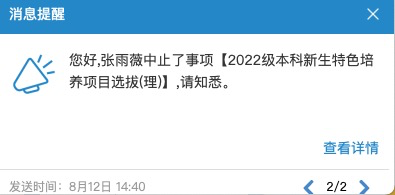 消息提醒
您好,张雨薇中止了事项【2022级本科新生特色培
养项目选拔(理)】,请知悉。
查看详情
发送时间：8月12日 14:40
2/2